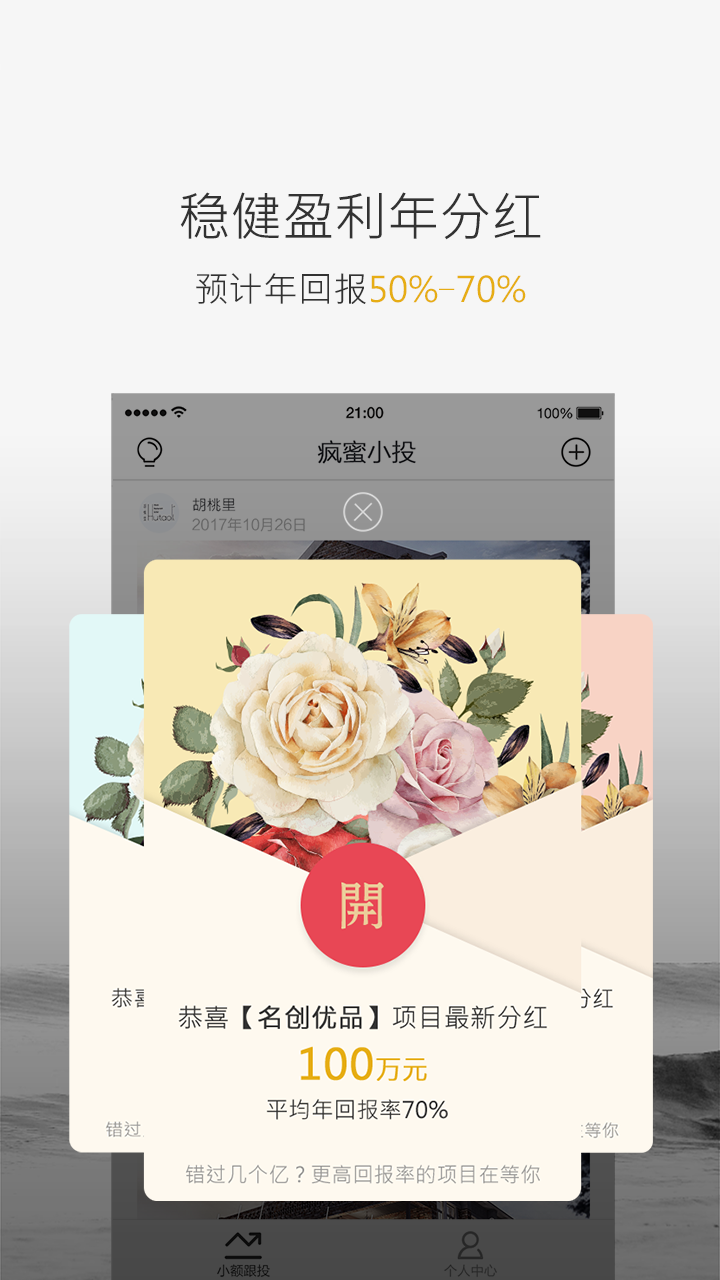 稳健盈利年分红
预计年回报50%-70%
21:00
100%
疯蜜小投
Hutaoli
胡桃里
2017年10月26日
開
恭喜
分红
恭喜【名创优品】项目最新分红
100万元
平均年回报率70%
错过
在等你
错过几个亿？更高回报率的项目在等你
小额跟投
个人中心